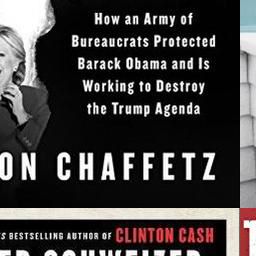 How an Army of
Bureaucrats Protected
Barack Obama and Is
Working to Destroy
the Trump Agenda
ON CHAFFETZ
BESTSELLING AUTHOR OF CLINTON CASH